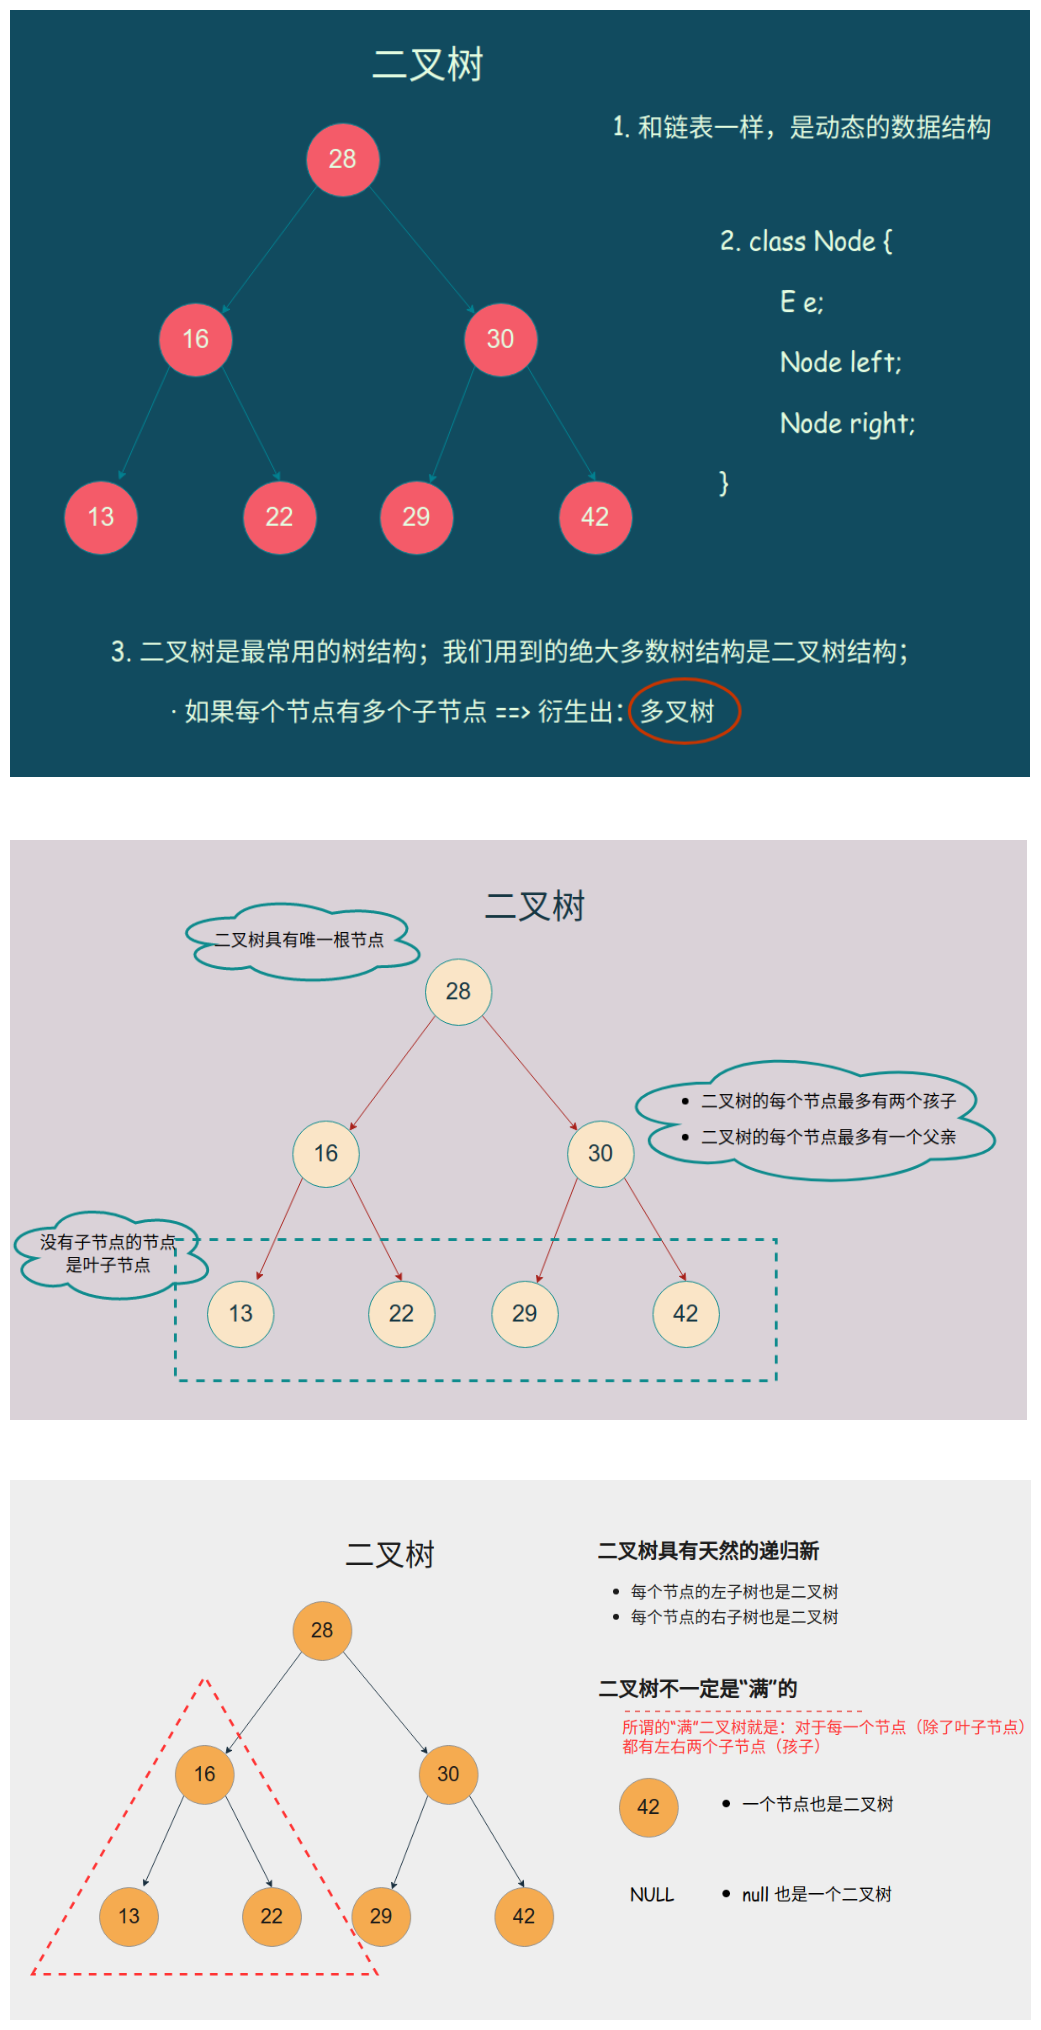 二叉树
1. 和链表一样，是动态的数据结构
28
2. class Node {
E e;
16
30
Node left;
Node right;
}
13
22
29
42
3. 二叉树是最常用的树结构；我们用到的绝大多数树结构是二叉树结构；
· 如果每个节点有多个子节点 ==> 衍生出：多叉树
二叉树
二叉树具有唯一根节点
28
• 二叉树的每个节点最多有两个孩子
• 二叉树的每个节点最多有一个父亲
16
30
没有子节点的节点
是叶子节点
13
22
29
42
二叉树
二叉树具有天然的递归新
• 每个节点的左子树也是二叉树
• 每个节点的右子树也是二叉树
28
二叉树不一定是“满”的
所谓的“满”二叉树就是：对于每一个节点（除了叶子节点）
都有左右两个子节点（孩子）
16
30
42
• 一个节点也是二叉树
NULL
• null 也是一个二叉树
13
22
29
42